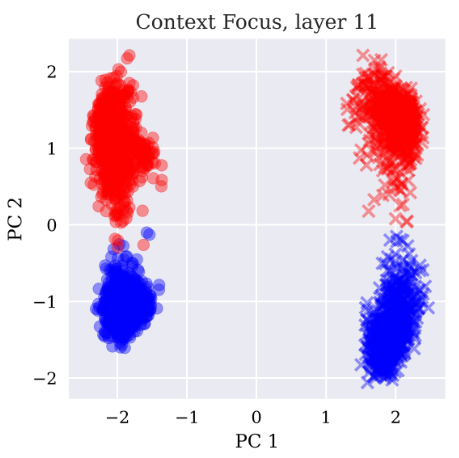 Context Focus, layer 11
2
1
0
−1
−2
PC 2
−2 −1 0 1 2
PC 1